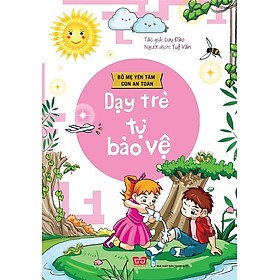 Tác giả: Lưu Đào
Người dịch: Tuệ Văn
BỐ MẸ YÊN TÂM
CON AN TOÀN
Dạy trẻ
tự
bảo vệ